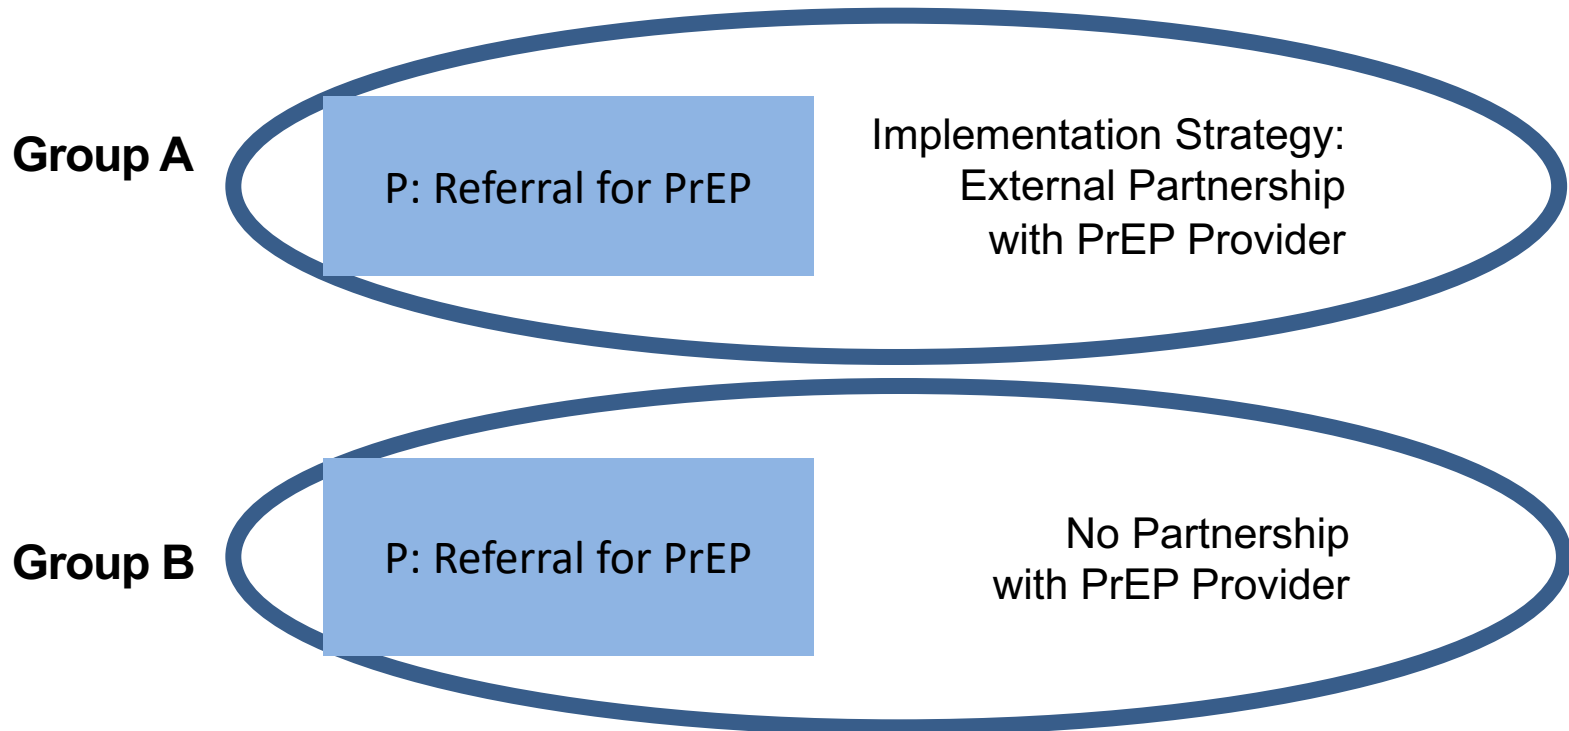 Group A
P: Referral for PrEP
Implementation Strategy:
External Partnership
with PrEP Provider
Group B
P: Referral for PrEP
No Partnership
with PrEP Provider